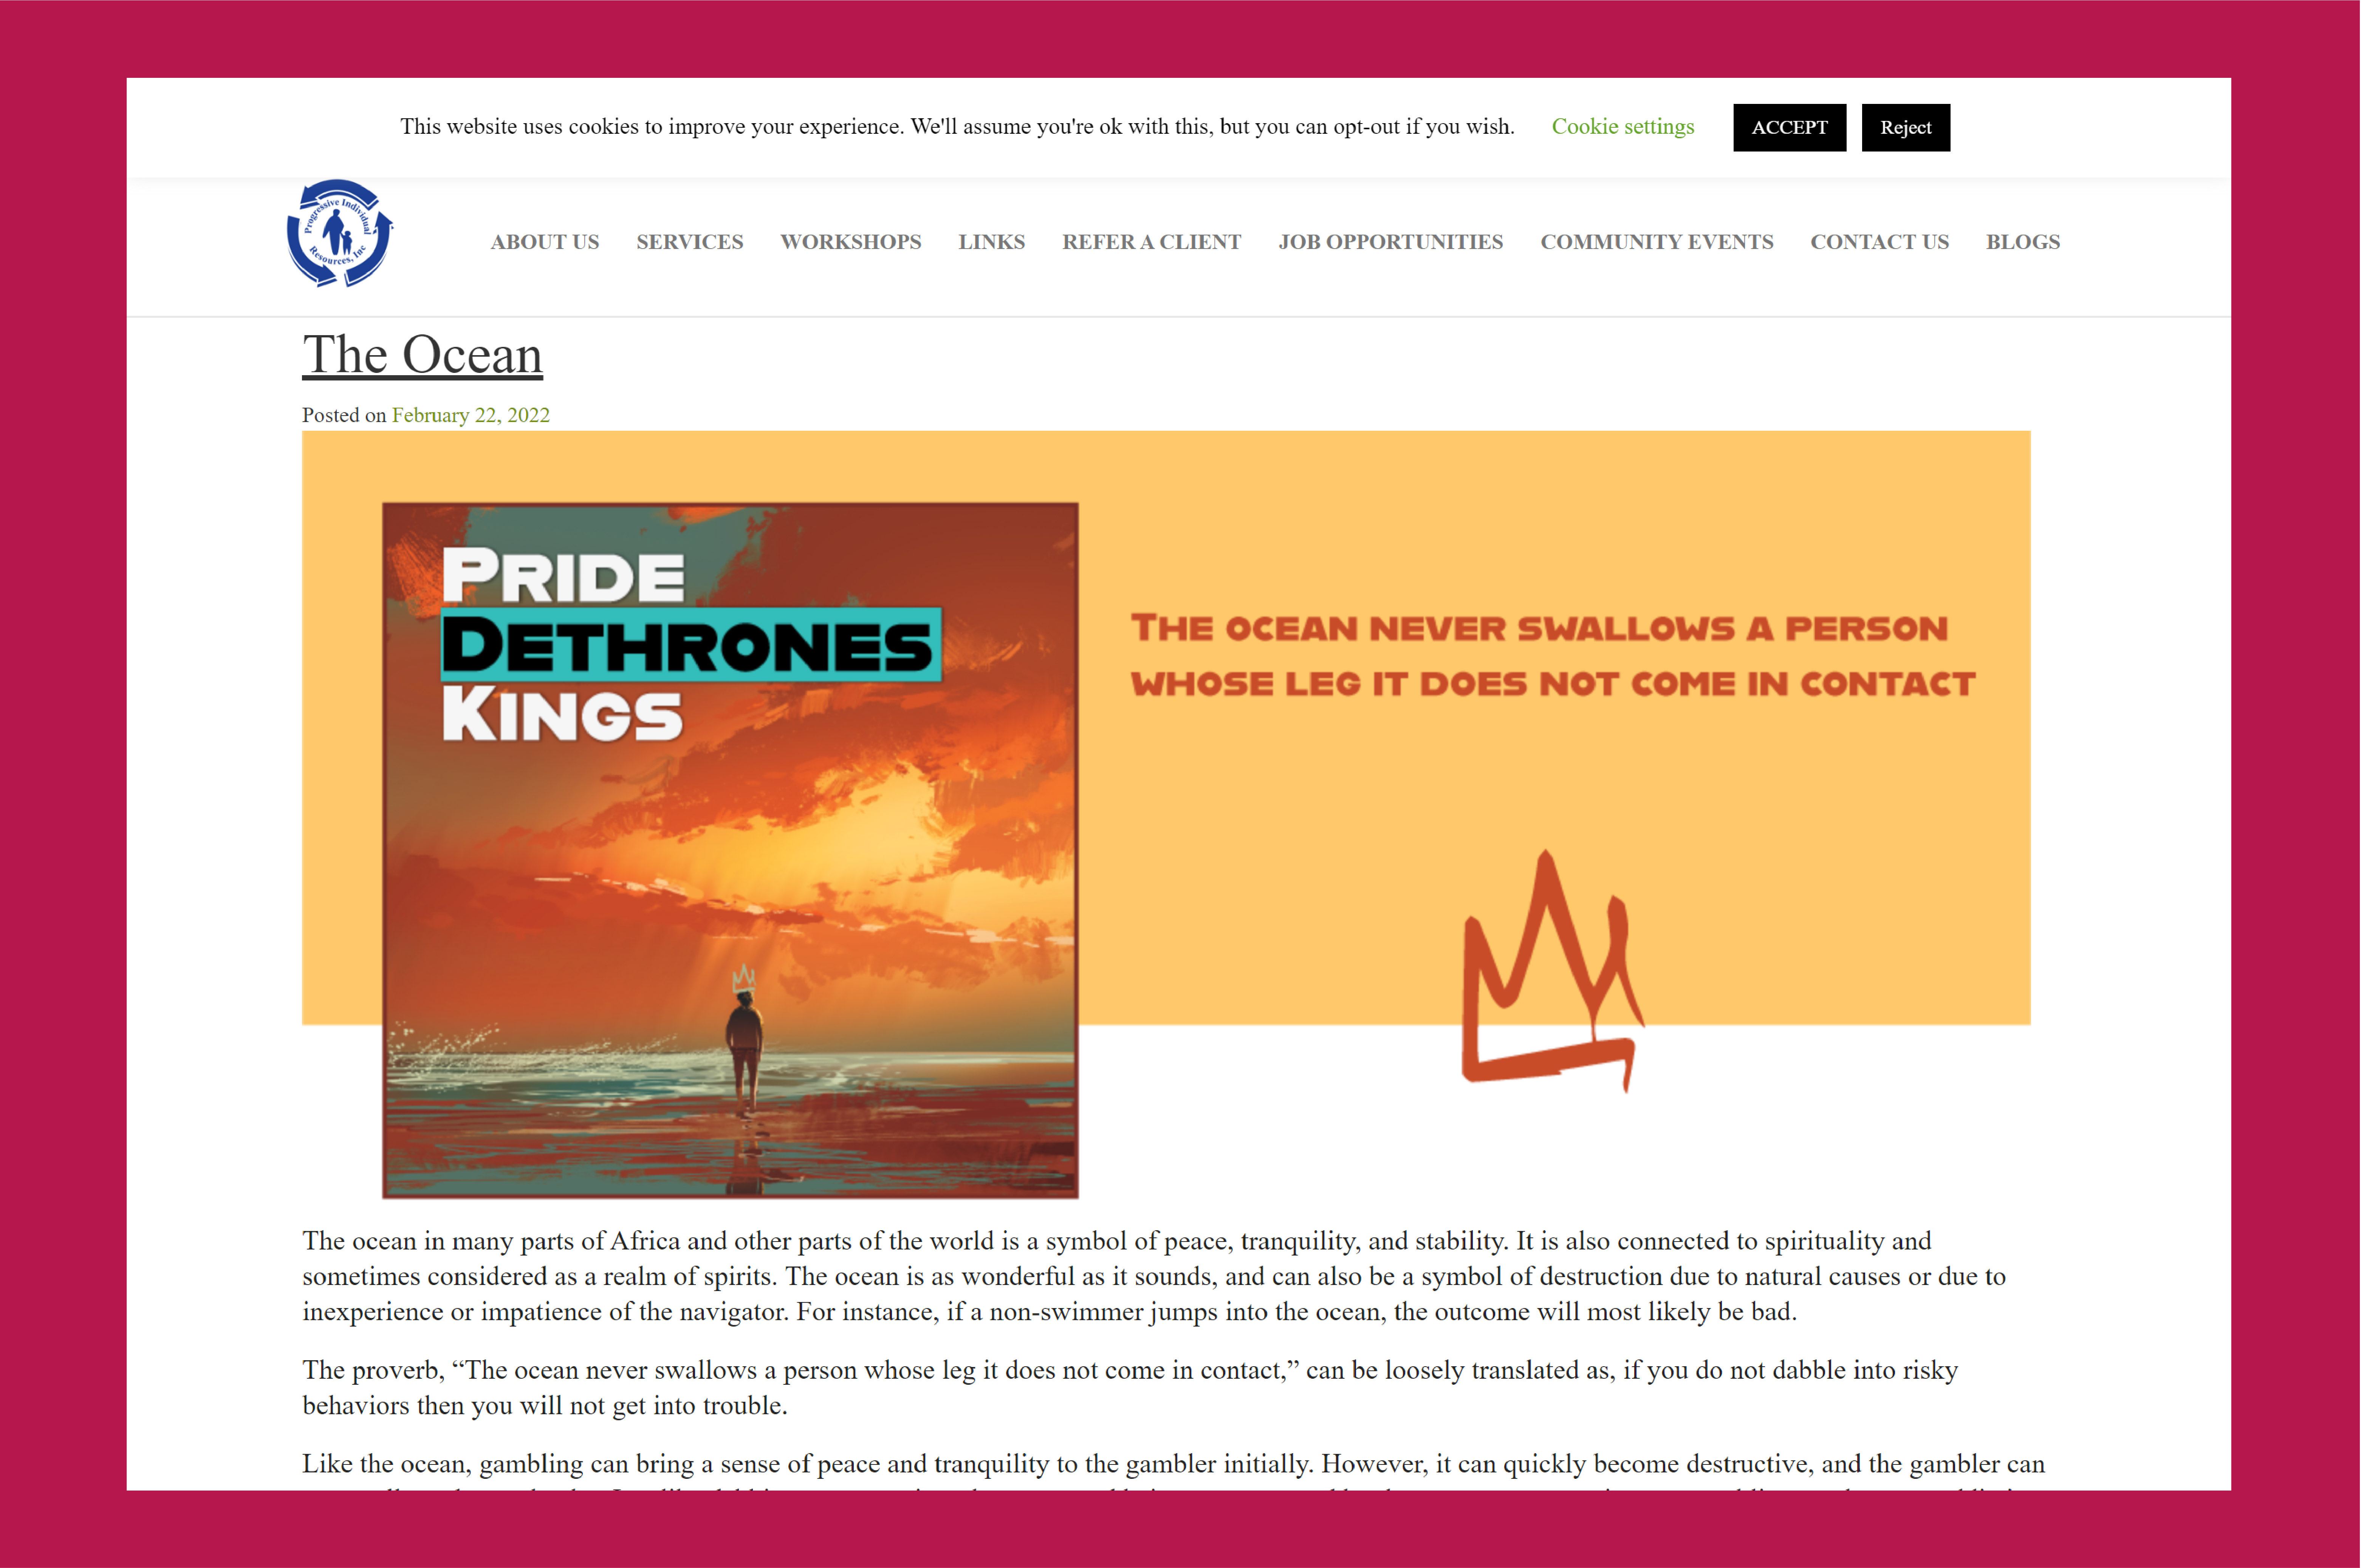 This website uses cookies to improve your experience. We'll assume you're ok with this, but you can opt-out if you wish. Cookie settings ACCEPT Reject
Progressive Individual
Resources, Inc
ABOUT US SERVICES WORKSHOPS LINKS REFER A CLIENT JOB OPPORTUNITIES COMMUNITY EVENTS CONTACT US BLOGS
The Ocean
Posted on February 22, 2022
PRIDE
DETHRONES
KINGS
THE OCEAN NEVER SWALLOWS A PERSON
WHOSE LEG IT DOES NOT COME IN CONTACT
The ocean in many parts of Africa and other parts of the world is a symbol of peace, tranquility, and stability. It is also connected to spirituality and
sometimes considered as a realm of spirits. The ocean is as wonderful as it sounds, and can also be a symbol of destruction due to natural causes or due to
inexperience or impatience of the navigator. For instance, if a non-swimmer jumps into the ocean, the outcome will most likely be bad.
The proverb, “The ocean never swallows a person whose leg it does not come in contact,” can be loosely translated as, if you do not dabble into risky
behaviors then you will not get into trouble.
Like the ocean, gambling can bring a sense of peace and tranquility to the gambler initially. However, it can quickly become destructive, and the gambler can